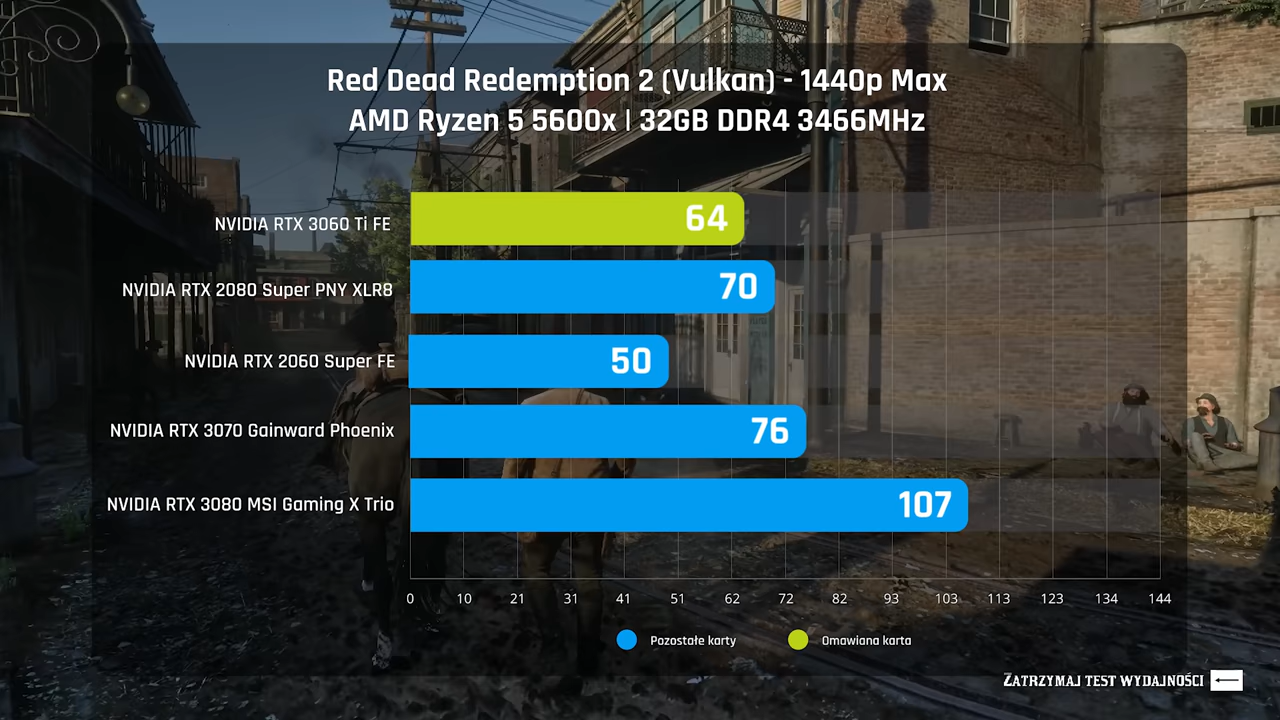 Red Dead Redemption 2 (Vulkan) - 1440p Max
AMD Ryzen 5 5600x | 32GB DDR4 3466MHz
NVIDIA RTX 3060 Ti FE 64
NVIDIA RTX 2080 Super PNY XLR8 70
NVIDIA RTX 2060 Super FE 50
NVIDIA RTX 3070 Gainward Phoenix 76
NVIDIA RTX 3080 MSI Gaming X Trio 107
0 10 21 31 41 51 62 72 82 93 103 113 123 134 144
Pozostałe karty Omawiana karta
ZATRZYMAJ TEST WYDAJNOŚCI